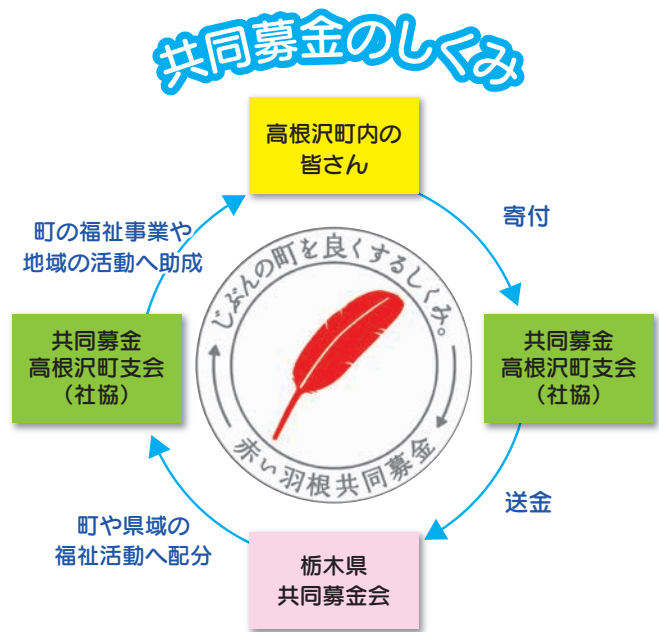 共同募金のしくみ
高根沢町内の
皆さん
寄付
共同募金
高根沢町支会
（社協）
送金
栃木県
共同募金会
町や県域の
福祉活動へ配分
共同募金
高根沢町支会
（社協）
町の福祉事業や
地域の活動へ助成
じぶんの町を良くするしくみ。
赤い羽根共同募金